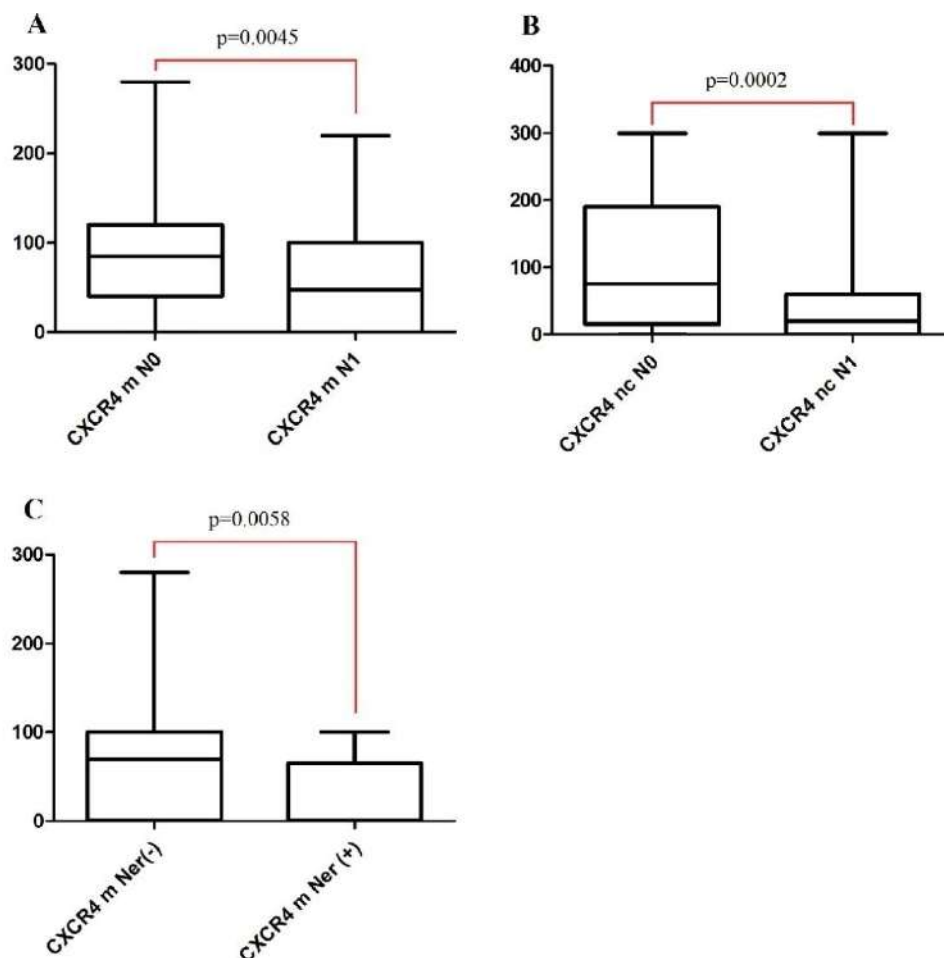 A
p=0.0045
300
200
100
0
CXCR4 m N0
CXCR4 m N1
B
p=0.0002
400
300
200
100
0
CXCR4 nc N0
CXCR4 nc N1
C
p=0.0058
300
200
100
0
CXCR4 m Ner(-)
CXCR4 m Ner (+)